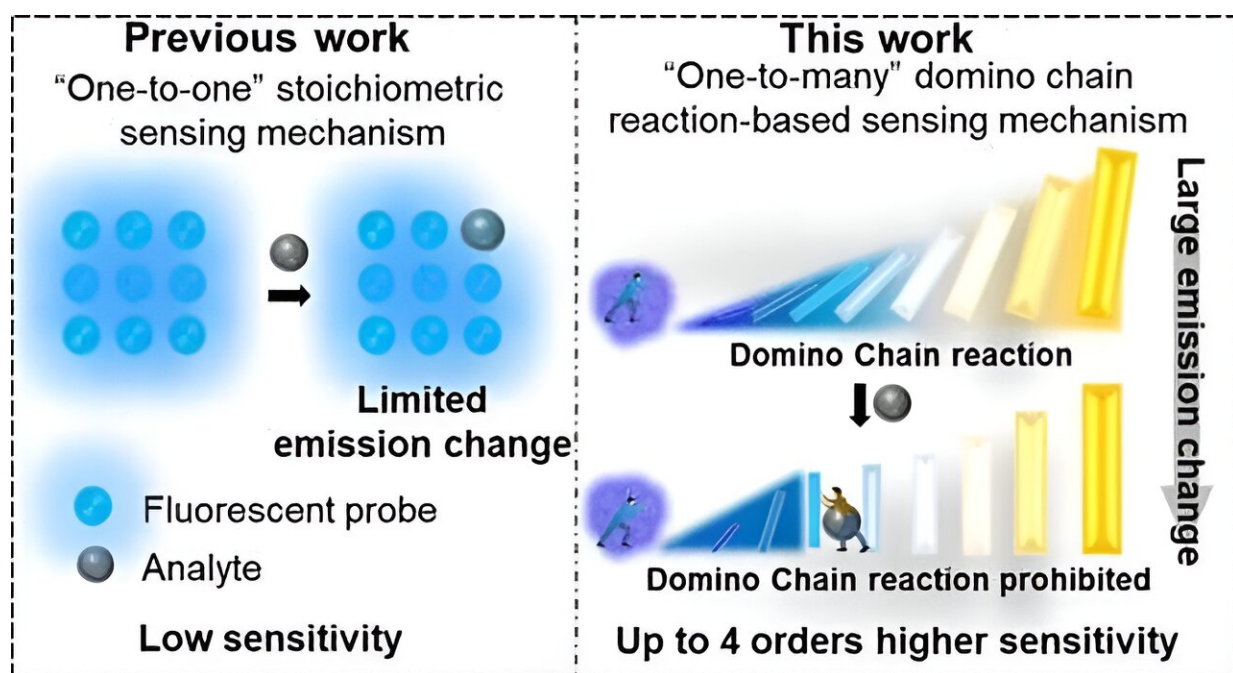 Previous work
"One-to-one" stoichiometric
sensing mechanism
Limited
emission change
Fluorescent probe
Analyte
Low sensitivity
This work
"One-to-many" domino chain
reaction-based sensing mechanism
Domino Chain reaction
Domino Chain reaction prohibited
Large emission change
Up to 4 orders higher sensitivity